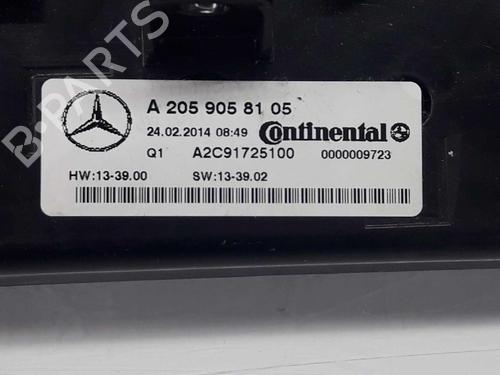 A 205 905 81 05
24.02.2014 08:49 Continental
Q1 A2C91725100 0000009723
HW:13-39.00 SW:13-39.02
B-PARTS